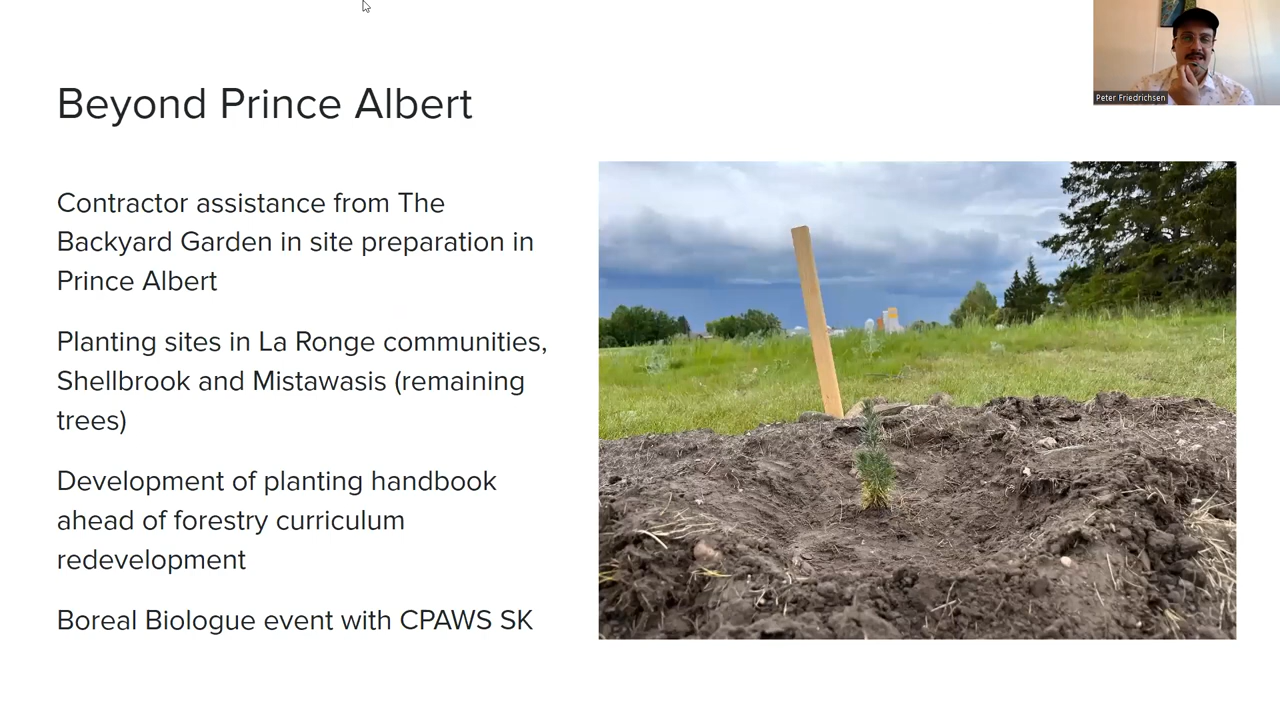 Peter Friedrichsen
Beyond Prince Albert
Contractor assistance from The
Backyard Garden in site preparation in
Prince Albert
Planting sites in La Ronge communities,
Shellbrook and Mistawasis (remaining
trees)
Development of planting handbook
ahead of forestry curriculum
redevelopment
Boreal Biologue event with CPAWS SK